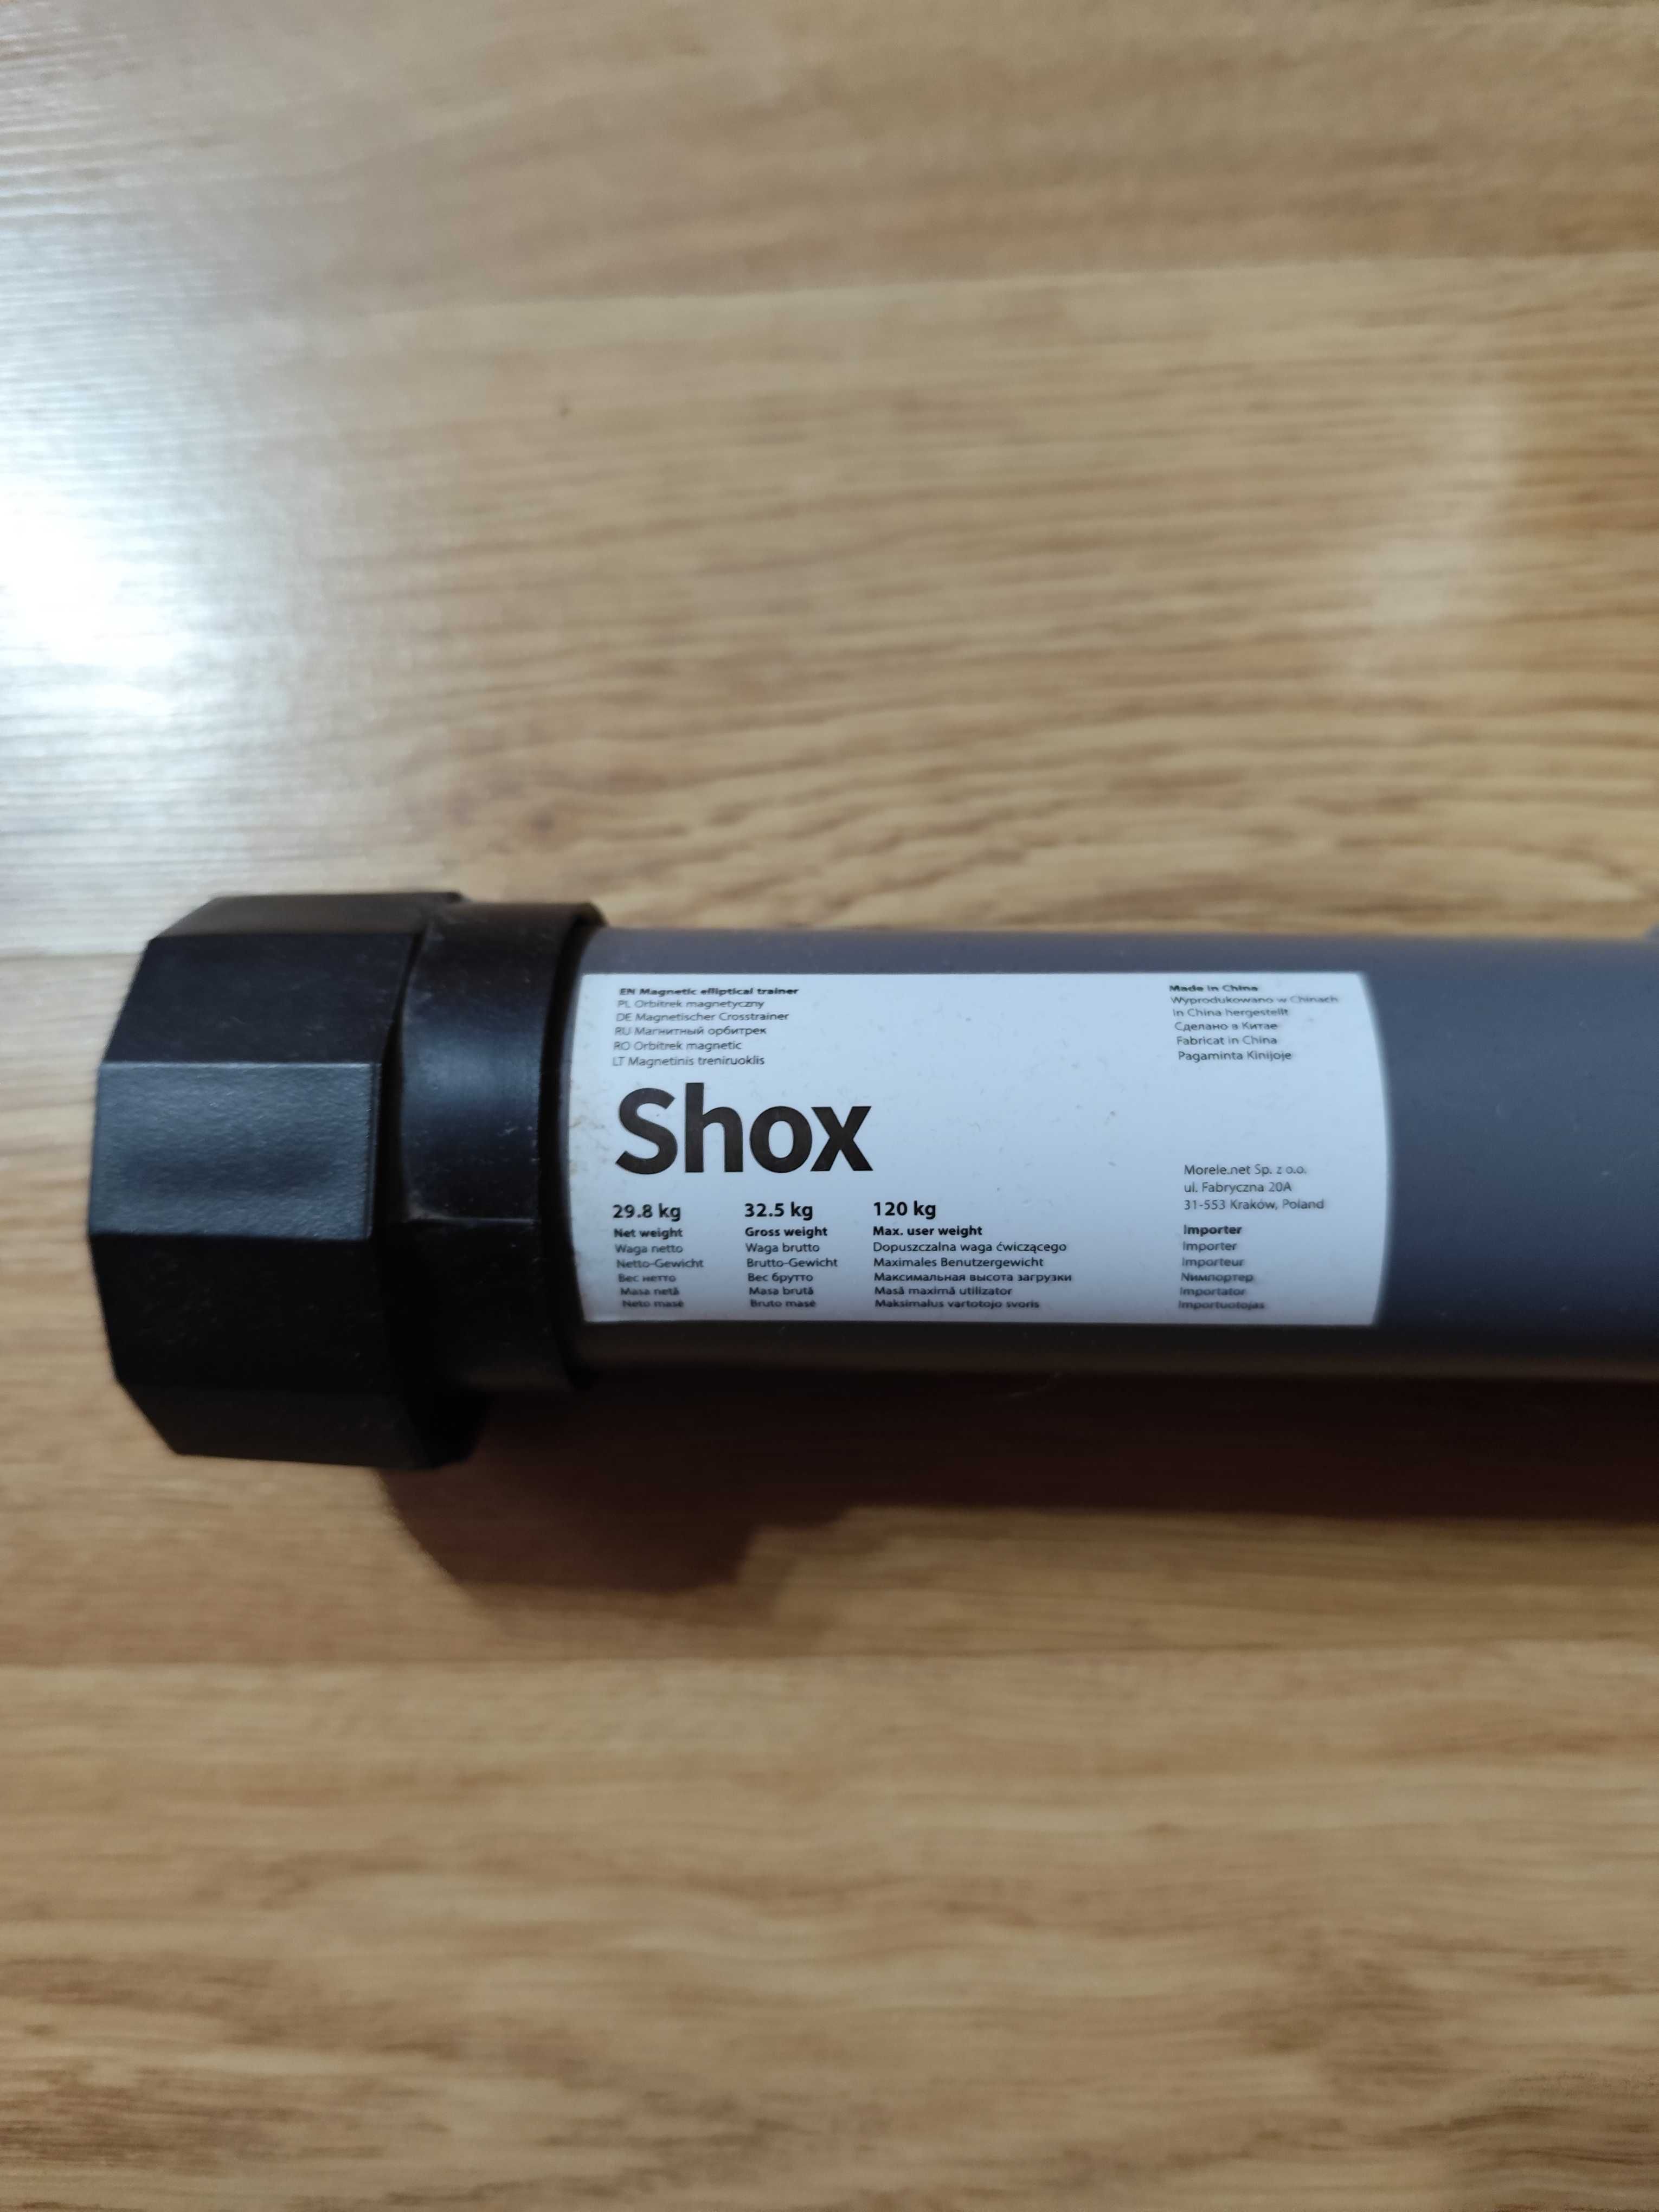 EN Magnetic elliptical trainer
PL Orbitrek magnetyczny
DE Magnetischer Crosstrainer
RU Магнитный орбитрек
RO Orbitrek magnetic
LT Magnetinis treniruoklis
Made in China
Wyprodukowano w Chinach
In China hergestellt
Сделано в Китае
Fabricat in China
Pagaminta Kinijoje
Shox
29.8 kg
Net weight
Waga netto
Netto-Gewicht
Вес нетто
Masa netă
Neto masė
32.5 kg
Gross weight
Waga brutto
Brutto-Gewicht
Вес брутто
Masa brută
Bruto masė
120 kg
Max. user weight
Dopuszczalna waga ćwiczącego
Maximales Benutzergewicht
Максимальная высота загрузки
Masă maximă utilizator
Maksimalus vartotojo svoris
Morele.net Sp. z o.o.
ul. Fabryczna 20A
31-553 Kraków, Poland
Importer
Importer
Importeur
Nимпортер
Importator
Importuotojas